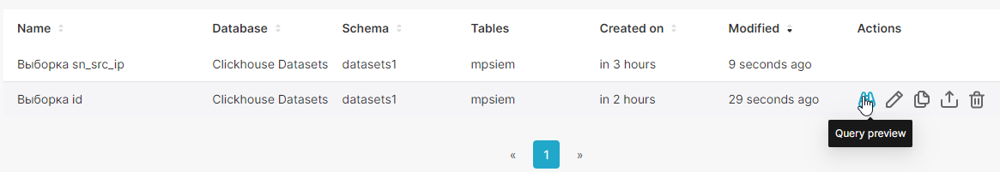 Name Database Schema Tables Created on Modified Actions
Выборка sn_src_ip Clickhouse Datasets datasets1 mpsiem in 3 hours 9 seconds ago
Выборка id Clickhouse Datasets datasets1 mpsiem in 2 hours 29 seconds ago
Query preview
« 1 »